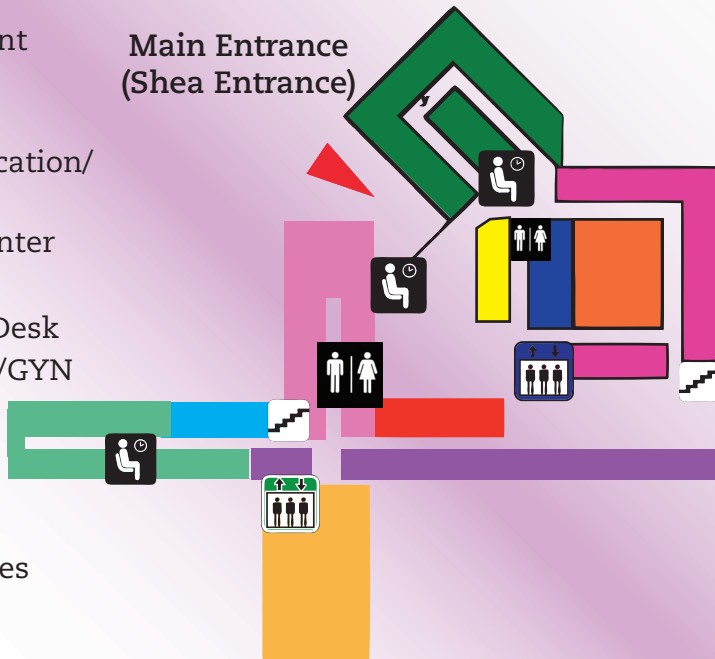 nt
Main Entrance
(Shea Entrance)
cation/
nter
Desk
/GYN
es